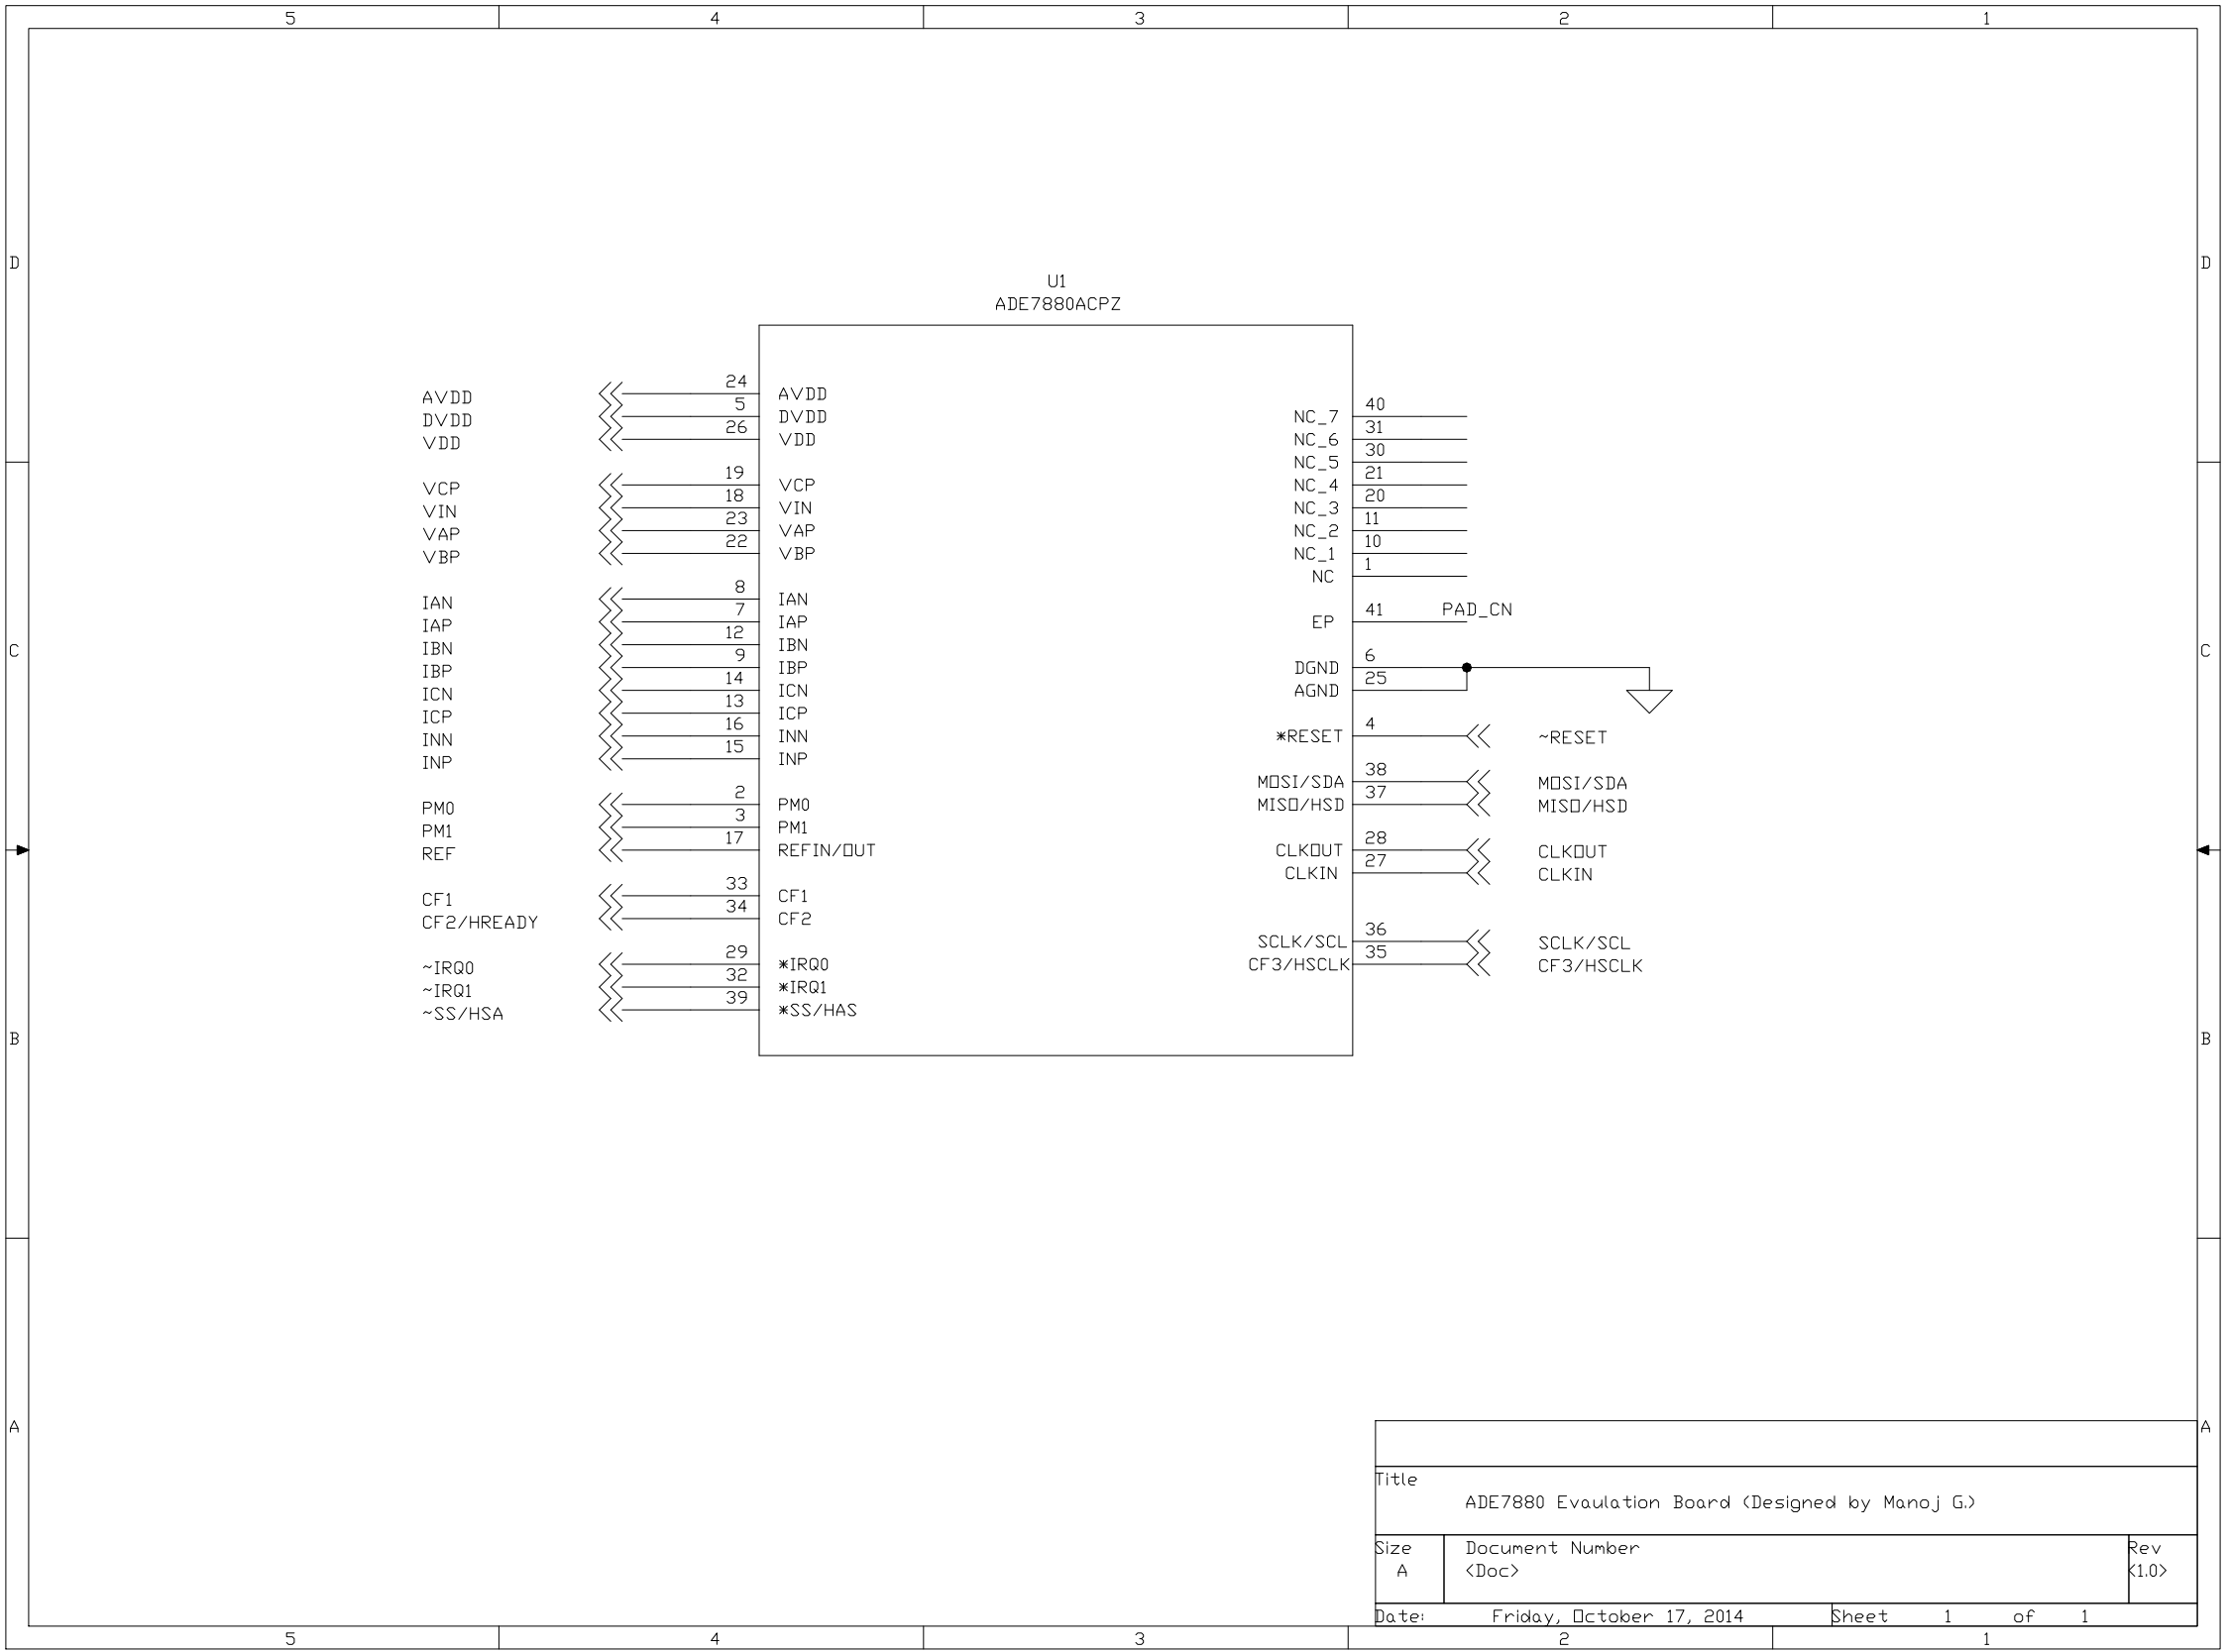 5 4 3 2 1
D D
U1
ADE7880ACPZ
AVDD 24 AVDD
DVDD 5 DVDD
VDD 26 VDD
VCP 19 VCP
VIN 18 VIN
VAP 23 VAP
VBP 22 VBP
IAN 8 IAN
IAP 7 IAP
IBN 12 IBN
IBP 9 IBP
ICN 14 ICN
ICP 13 ICP
INN 16 INN
INP 15 INP
PM0 2 PM0
PM1 3 PM1
REF 17 REFIN/OUT
CF1 33 CF1
CF2/HREADY 34 CF2
~IRQ0 29 *IRQ0
~IRQ1 32 *IRQ1
~SS/HSA 39 *SS/HAS
NC_7 40
NC_6 31
NC_5 30
NC_4 21
NC_3 20
NC_2 11
NC_1 10
NC 1
EP 41 PAD_CN
DGND 6
AGND 25
*RESET 4 ~RESET
MOSI/SDA 38 MOSI/SDA
MISO/HSD 37 MISO/HSD
CLKOUT 28 CLKOUT
CLKIN 27 CLKIN
SCLK/SCL 36 SCLK/SCL
CF3/HSCLK 35 CF3/HSCLK
C C
B B
A A
Title
ADE7880 Evaulation Board (Designed by Manoj G.)
Size Document Number Rev
A <Doc> <1.0>
Date: Friday, October 17, 2014 Sheet 1 of 1
5 4 3 2 1